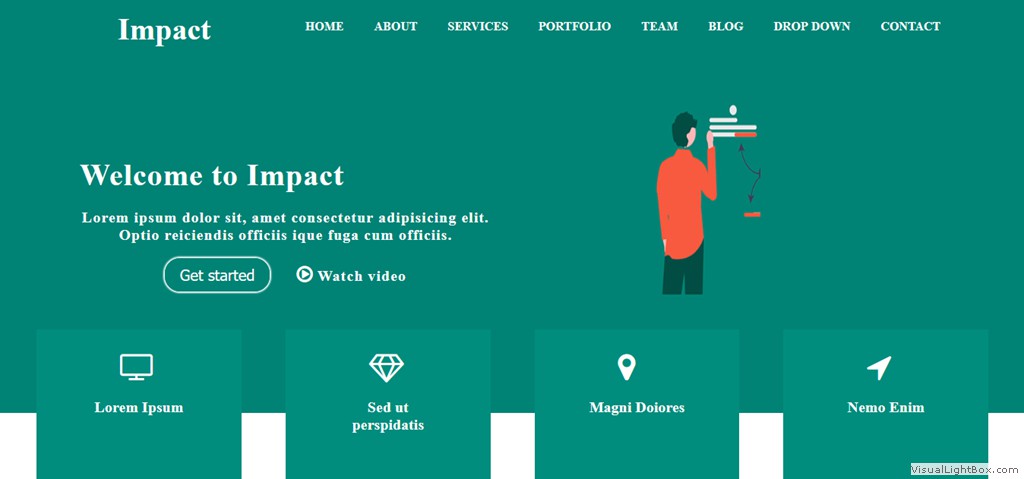 Impact
HOME ABOUT SERVICES PORTFOLIO TEAM BLOG DROP DOWN CONTACT
Welcome to Impact
Lorem ipsum dolor sit, amet consectetur adipisicing elit.
Optio reiciendis officiis ique fuga cum officiis.
Get started Watch video
Lorem Ipsum
Sed ut
perspidatis
Magni Doiores
Nemo Enim
VisualLightBox.com